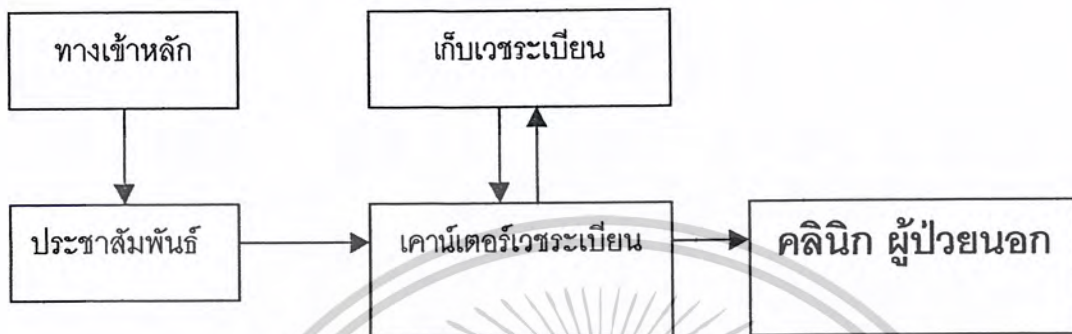 ทางเข้าหลัก
เก็บเวชระเบียน
ประชาสัมพันธ์
เคาน์เตอร์เวชระเบียน
คลินิก ผู้ป่วยนอก